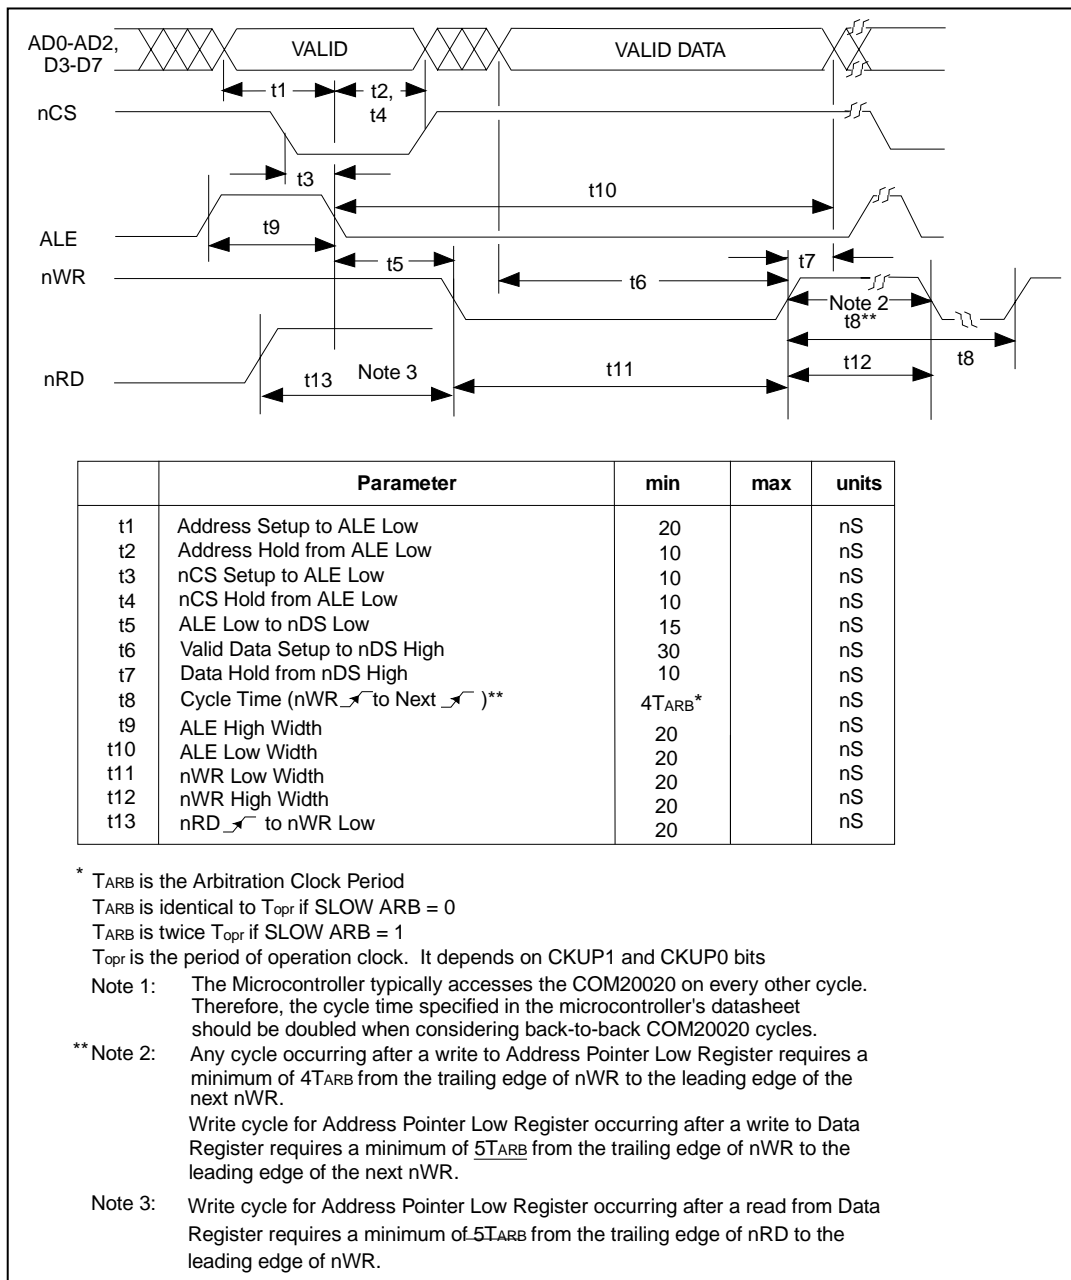 AD0-AD2,
D3-D7
VALID
VALID DATA
t1
t2,
t4
nCS
t3
t10
ALE
t9
nWR
t5
t7
t6
Note 2
t8**
t8
nRD
t13
Note 3
t11
t12
Parameter min max units
t1 Address Setup to ALE Low 20 nS
t2 Address Hold from ALE Low 10 nS
t3 nCS Setup to ALE Low 10 nS
t4 nCS Hold from ALE Low 10 nS
t5 ALE Low to nDS Low 15 nS
t6 Valid Data Setup to nDS High 30 nS
t7 Data Hold from nDS High 10 nS
t8 Cycle Time (nWR to Next )** 4TARB* nS
t9 ALE High Width 20 nS
t10 ALE Low Width 20 nS
t11 nWR Low Width 20 nS
t12 nWR High Width 20 nS
t13 nRD to nWR Low 20 nS
* TARB is the Arbitration Clock Period
TARB is identical to Topr if SLOW ARB = 0
TARB is twice Topr if SLOW ARB = 1
Topr is the period of operation clock. It depends on CKUP1 and CKUP0 bits
Note 1: The Microcontroller typically accesses the COM20020 on every other cycle.
Therefore, the cycle time specified in the microcontroller's datasheet
should be doubled when considering back-to-back COM20020 cycles.
**Note 2: Any cycle occurring after a write to Address Pointer Low Register requires a
minimum of 4TARB from the trailing edge of nWR to the leading edge of the
next nWR.
Write cycle for Address Pointer Low Register occurring after a write to Data
Register requires a minimum of 5TARB from the trailing edge of nWR to the
leading edge of the next nWR.
Note 3: Write cycle for Address Pointer Low Register occurring after a read from Data
Register requires a minimum of 5TARB from the trailing edge of nRD to the
leading edge of nWR.